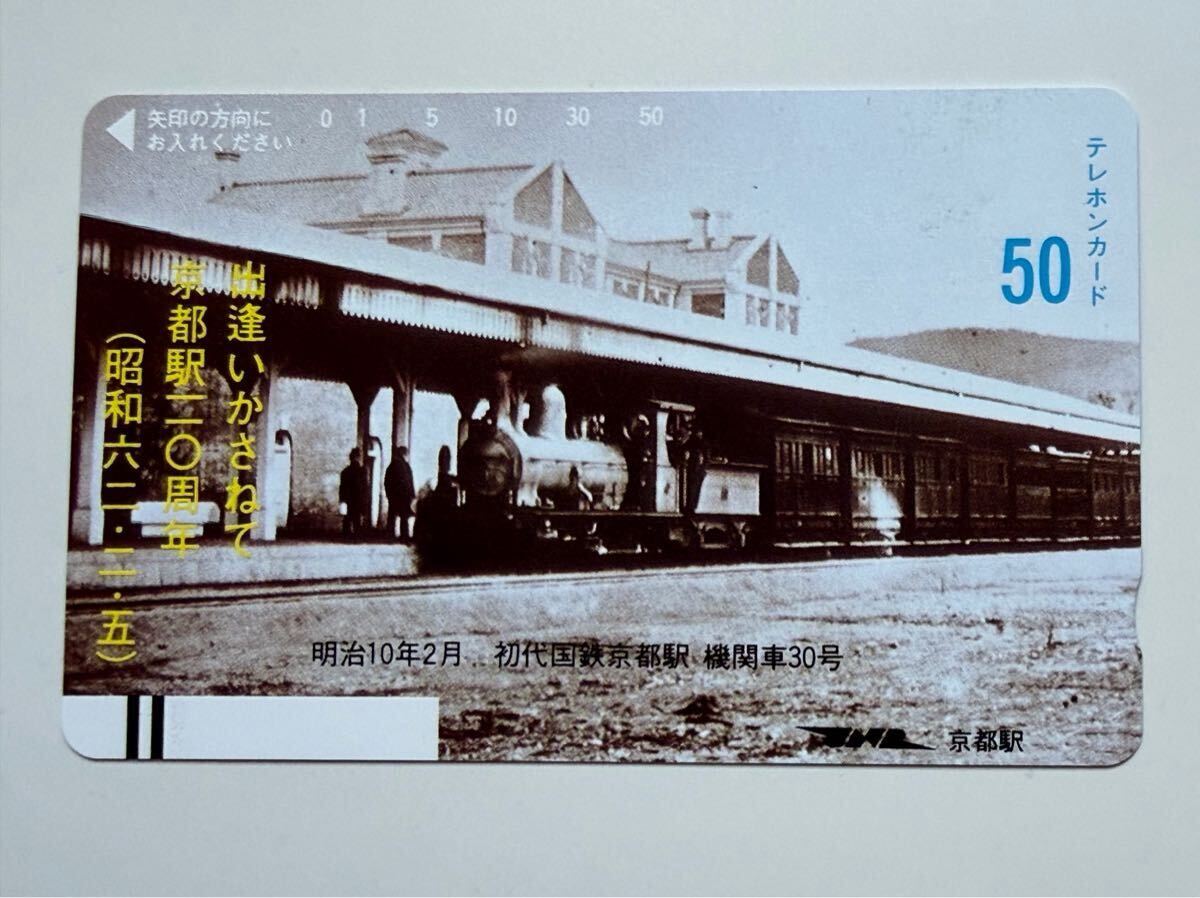 矢印の方向に
お入れください
0 1 5 10 30 50
テレホンカード
50
出逢いかさねて
京都駅一一〇周年
（昭和六二・二・五）
明治10年2月 初代国鉄京都駅 機関車30号
JNR 京都駅